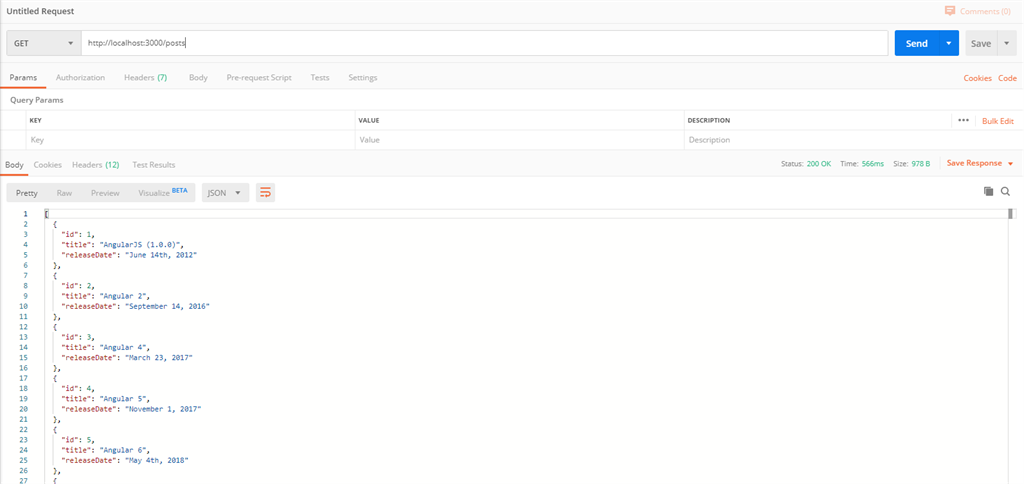 Untitled Request Comments (0)
GET http://localhost:3000/posts Send Save
Params Authorization Headers (7) Body Pre-request Script Tests Settings Cookies Code
Query Params
KEY VALUE DESCRIPTION ••• Bulk Edit
Key Value Description
Body Cookies Headers (12) Test Results Status: 200 OK Time: 566ms Size: 978 B Save Response
Pretty Raw Preview Visualize BETA JSON
1 [
2 {
3 "id": 1,
4 "title": "AngularJS (1.0.0)",
5 "releaseDate": "June 14th, 2012"
6 },
7 {
8 "id": 2,
9 "title": "Angular 2",
10 "releaseDate": "September 14, 2016"
11 },
12 {
13 "id": 3,
14 "title": "Angular 4",
15 "releaseDate": "March 23, 2017"
16 },
17 {
18 "id": 4,
19 "title": "Angular 5",
20 "releaseDate": "November 1, 2017"
21 },
22 {
23 "id": 5,
24 "title": "Angular 6",
25 "releaseDate": "May 4th, 2018"
26 },
27 {